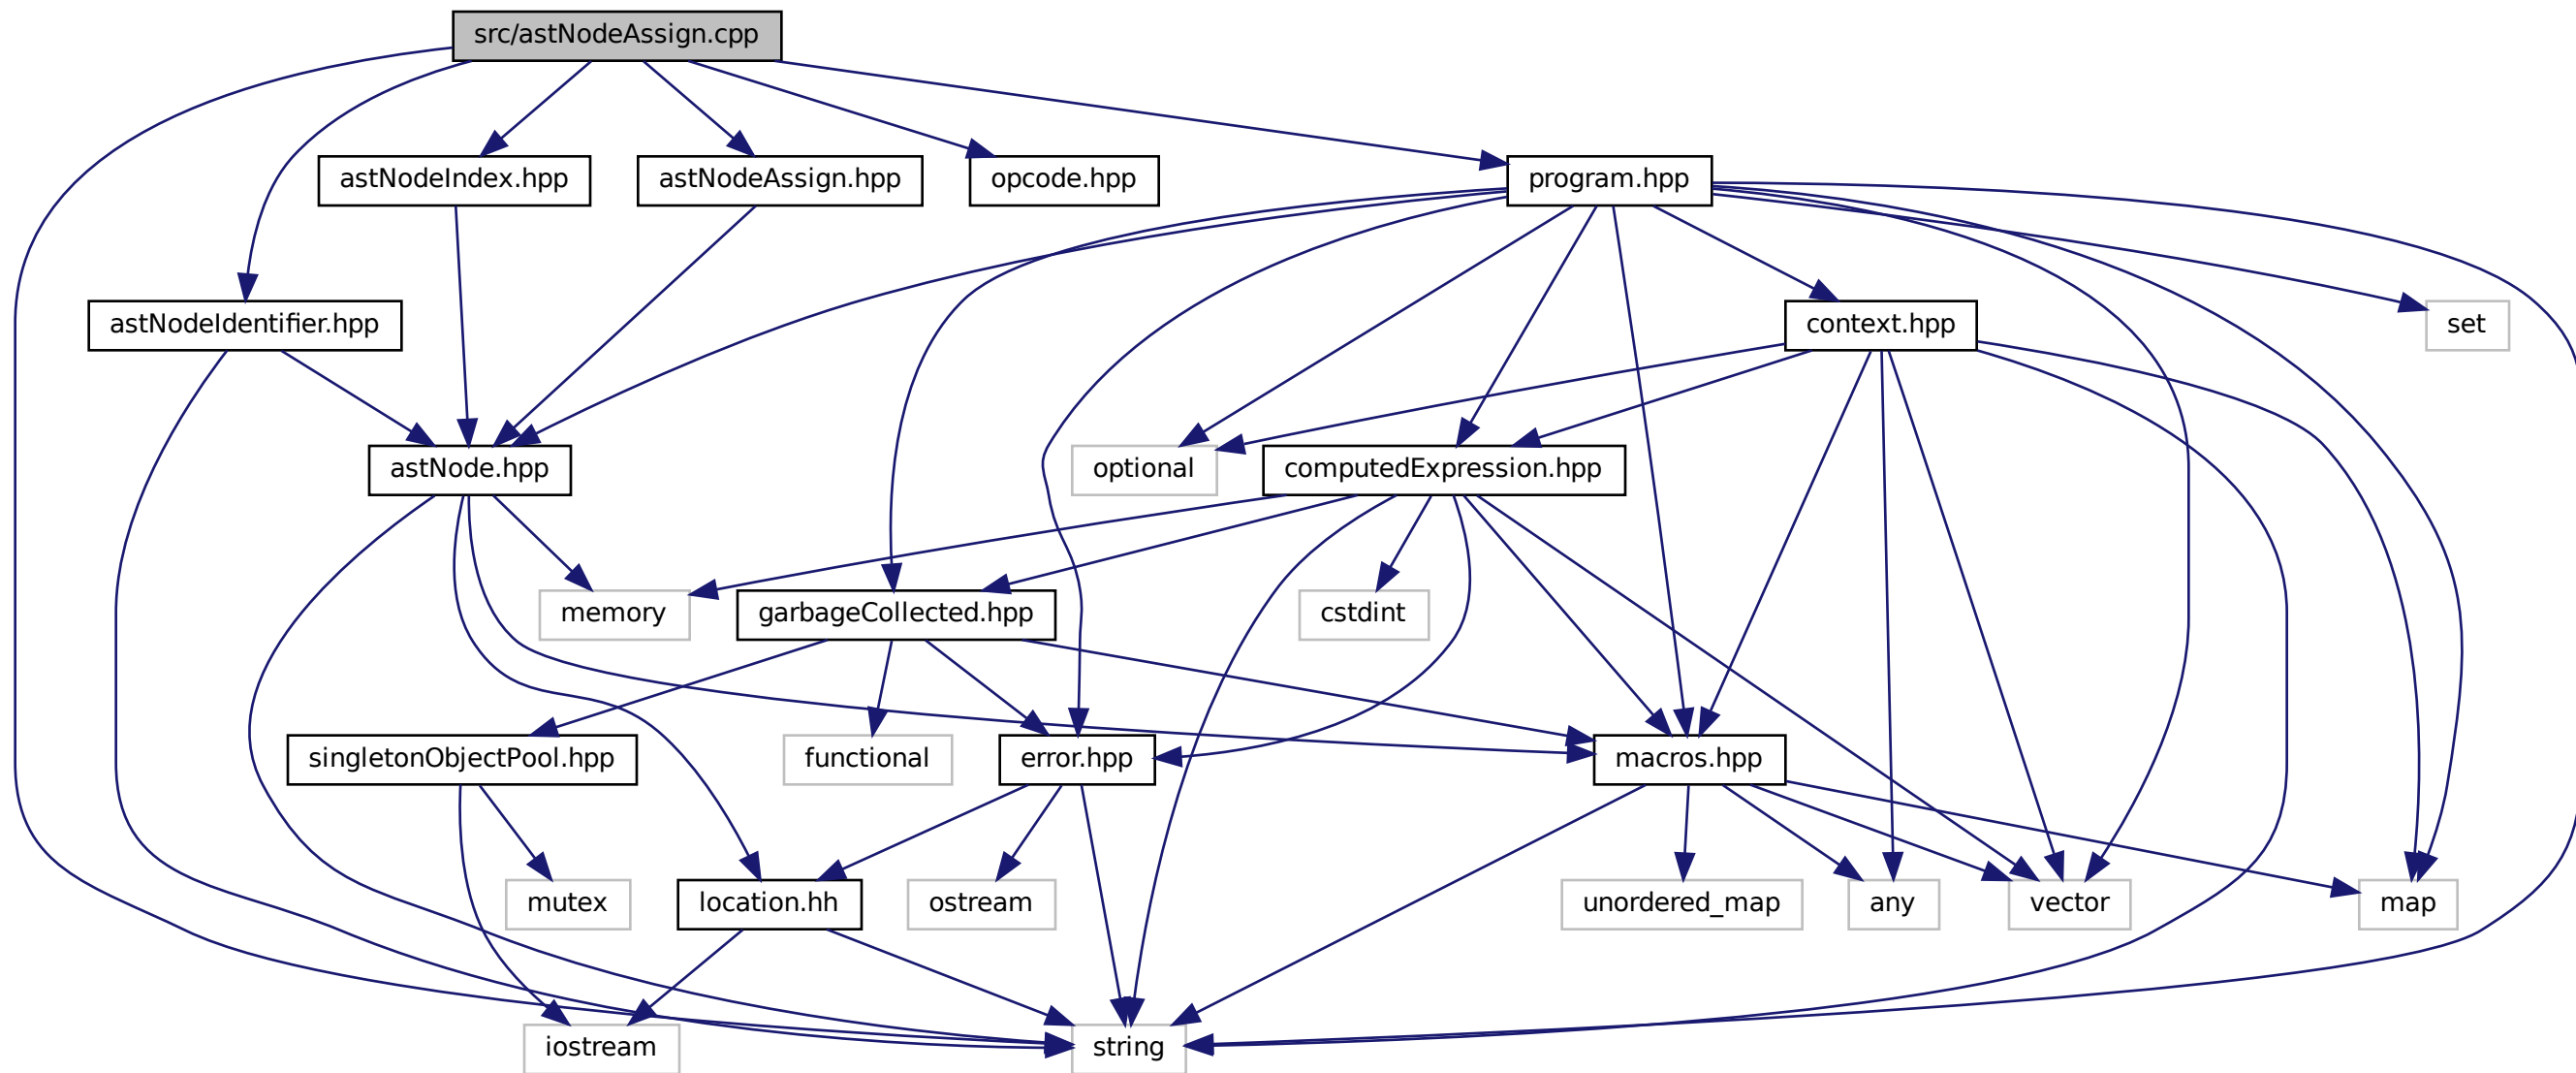 src/astNodeAssign.cpp
astNodeIndex.hpp
astNodeAssign.hpp
opcode.hpp
program.hpp
astNodeIdentifier.hpp
context.hpp
set
astNode.hpp
optional
computedExpression.hpp
memory
garbageCollected.hpp
cstdint
singletonObjectPool.hpp
functional
error.hpp
macros.hpp
mutex
location.hh
ostream
unordered_map
any
vector
map
iostream
string